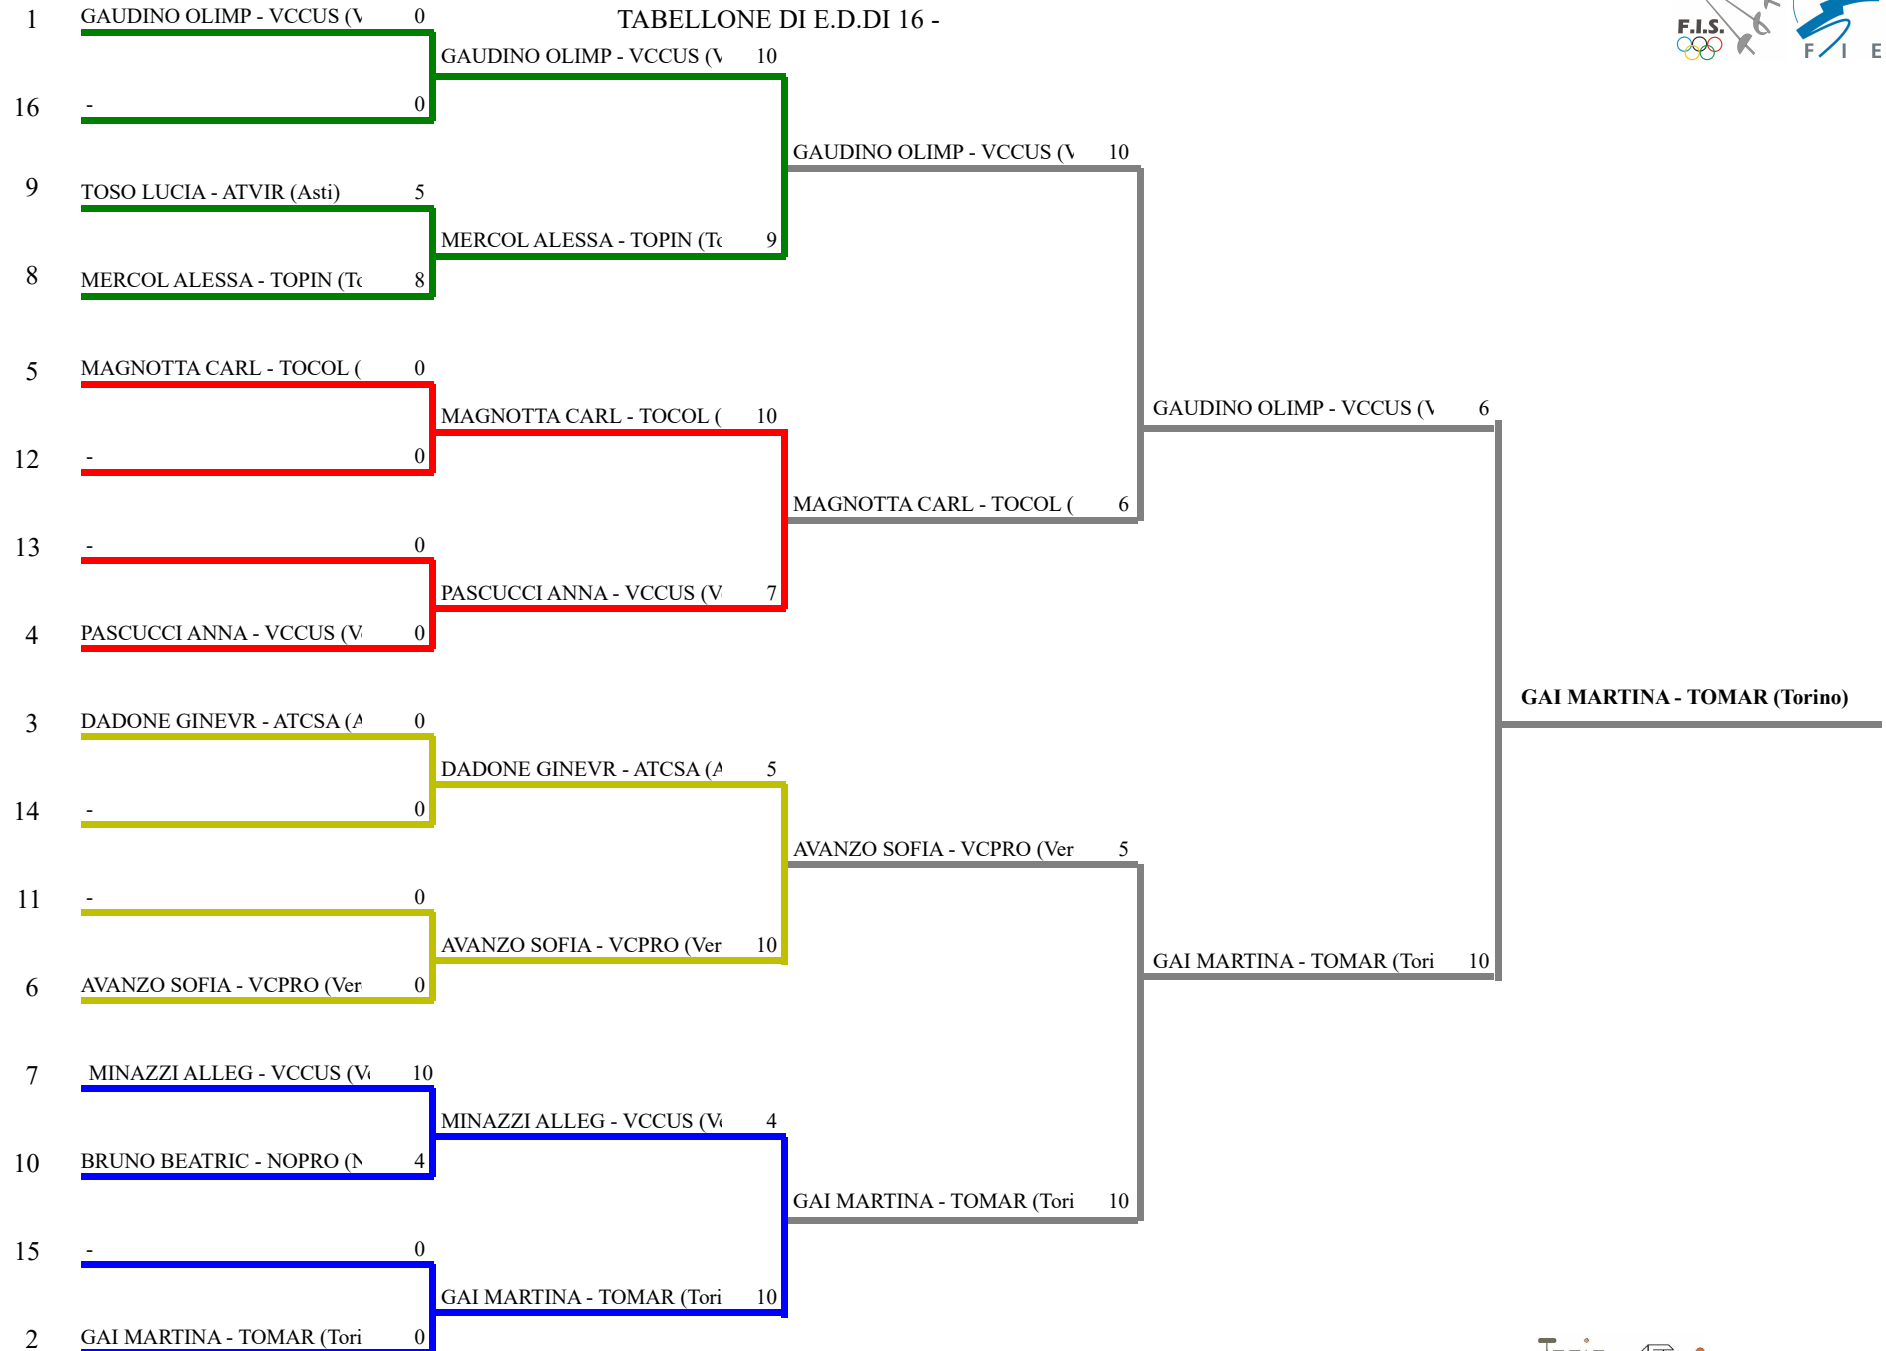 TABELLONE DI E.D.DI 16 -
F.I.S.
F I E
1 GAUDINO OLIMP - VCCUS (V 0
GAUDINO OLIMP - VCCUS (V 10
16 - 0
GAUDINO OLIMP - VCCUS (V 10
9 TOSO LUCIA - ATVIR (Asti) 5
MERCOL ALESSA - TOPIN (To 9
8 MERCOL ALESSA - TOPIN (To 8
5 MAGNOTTA CARL - TOCOL ( 0
MAGNOTTA CARL - TOCOL ( 10
GAUDINO OLIMP - VCCUS (V 6
12 - 0
MAGNOTTA CARL - TOCOL ( 6
13 - 0
PASCUCCI ANNA - VCCUS (V 7
4 PASCUCCI ANNA - VCCUS (V 0
GAI MARTINA - TOMAR (Torino)
3 DADONE GINEVR - ATCSA (A 0
DADONE GINEVR - ATCSA (A 5
14 - 0
AVANZO SOFIA - VCPRO (Ver 5
11 - 0
AVANZO SOFIA - VCPRO (Ver 10
GAI MARTINA - TOMAR (Tori 10
6 AVANZO SOFIA - VCPRO (Ver 0
7 MINAZZI ALLEG - VCCUS (Ve 10
MINAZZI ALLEG - VCCUS (Ve 4
10 BRUNO BEATRIC - NOPRO (N 4
GAI MARTINA - TOMAR (Tori 10
15 - 0
GAI MARTINA - TOMAR (Tori 10
2 GAI MARTINA - TOMAR (Tori 0